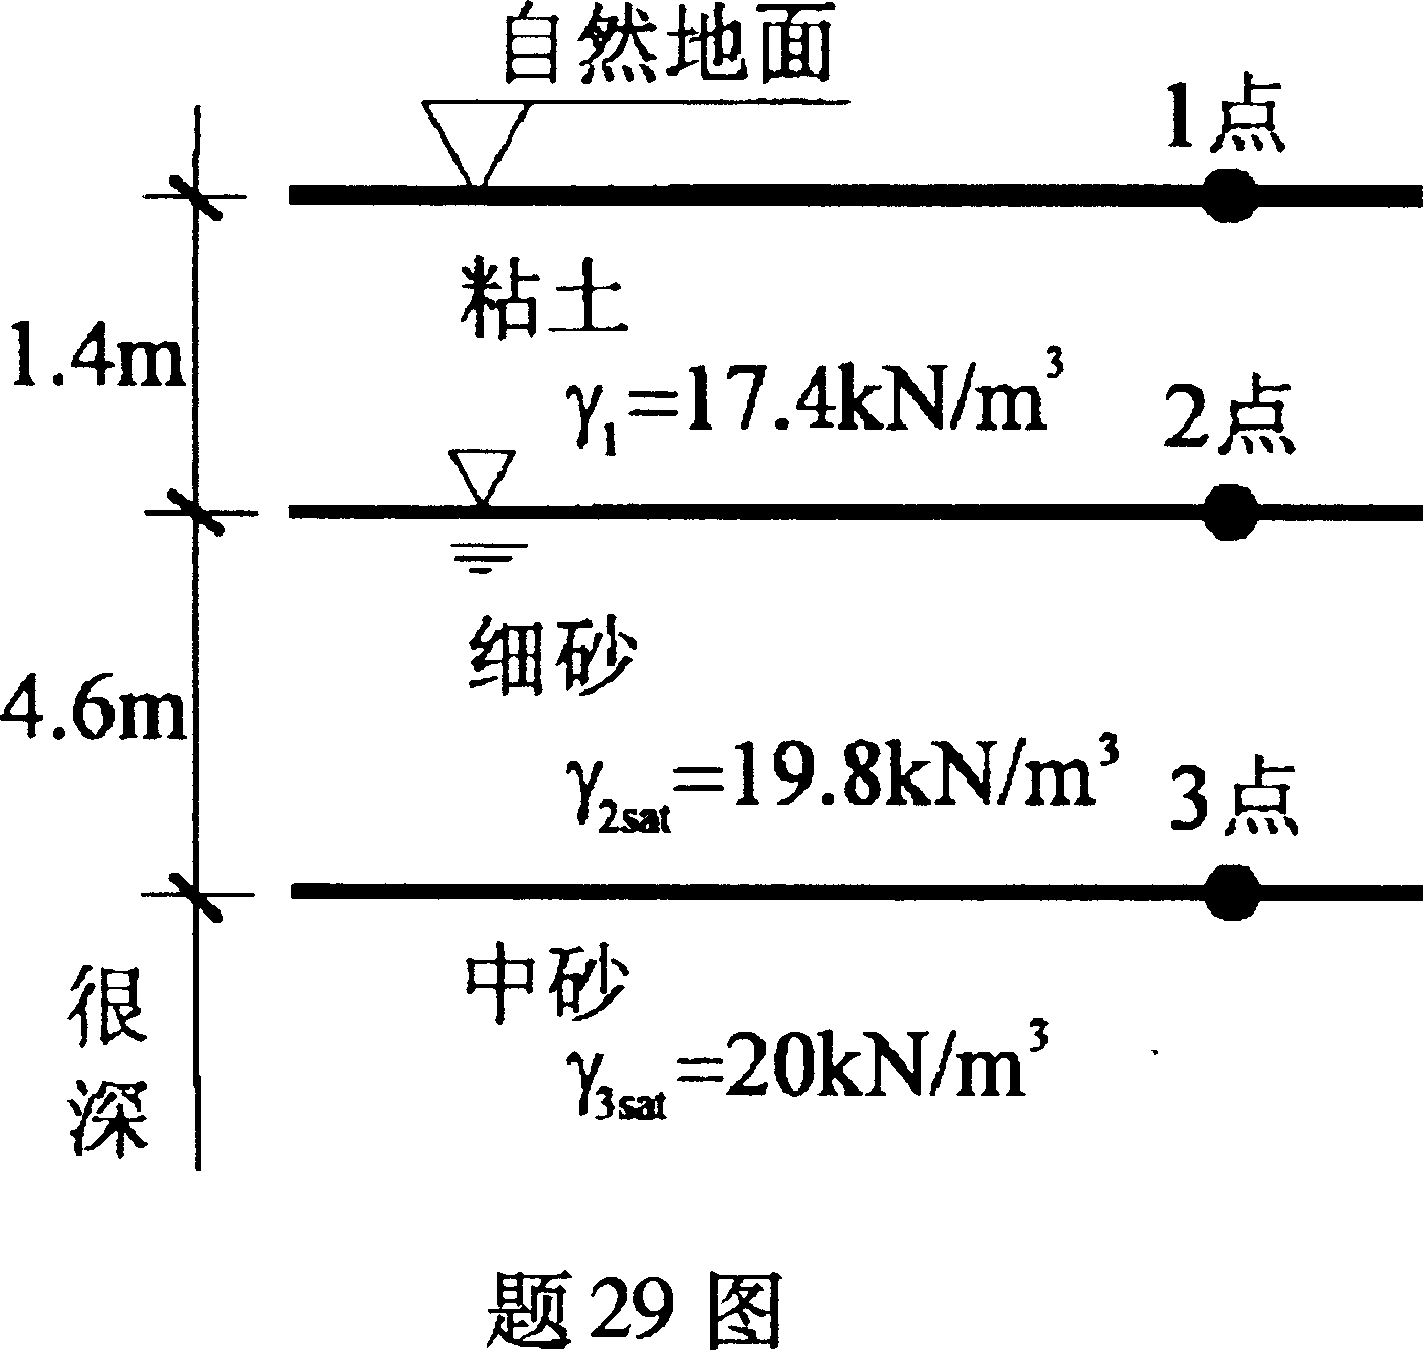 自然地面
1点
粘土
1.4m
γ₁=17.4kN/m³
2点
细砂
4.6m
γ₂sat=19.8kN/m³
3点
中砂
很深
γ₃sat=20kN/m³
题29图